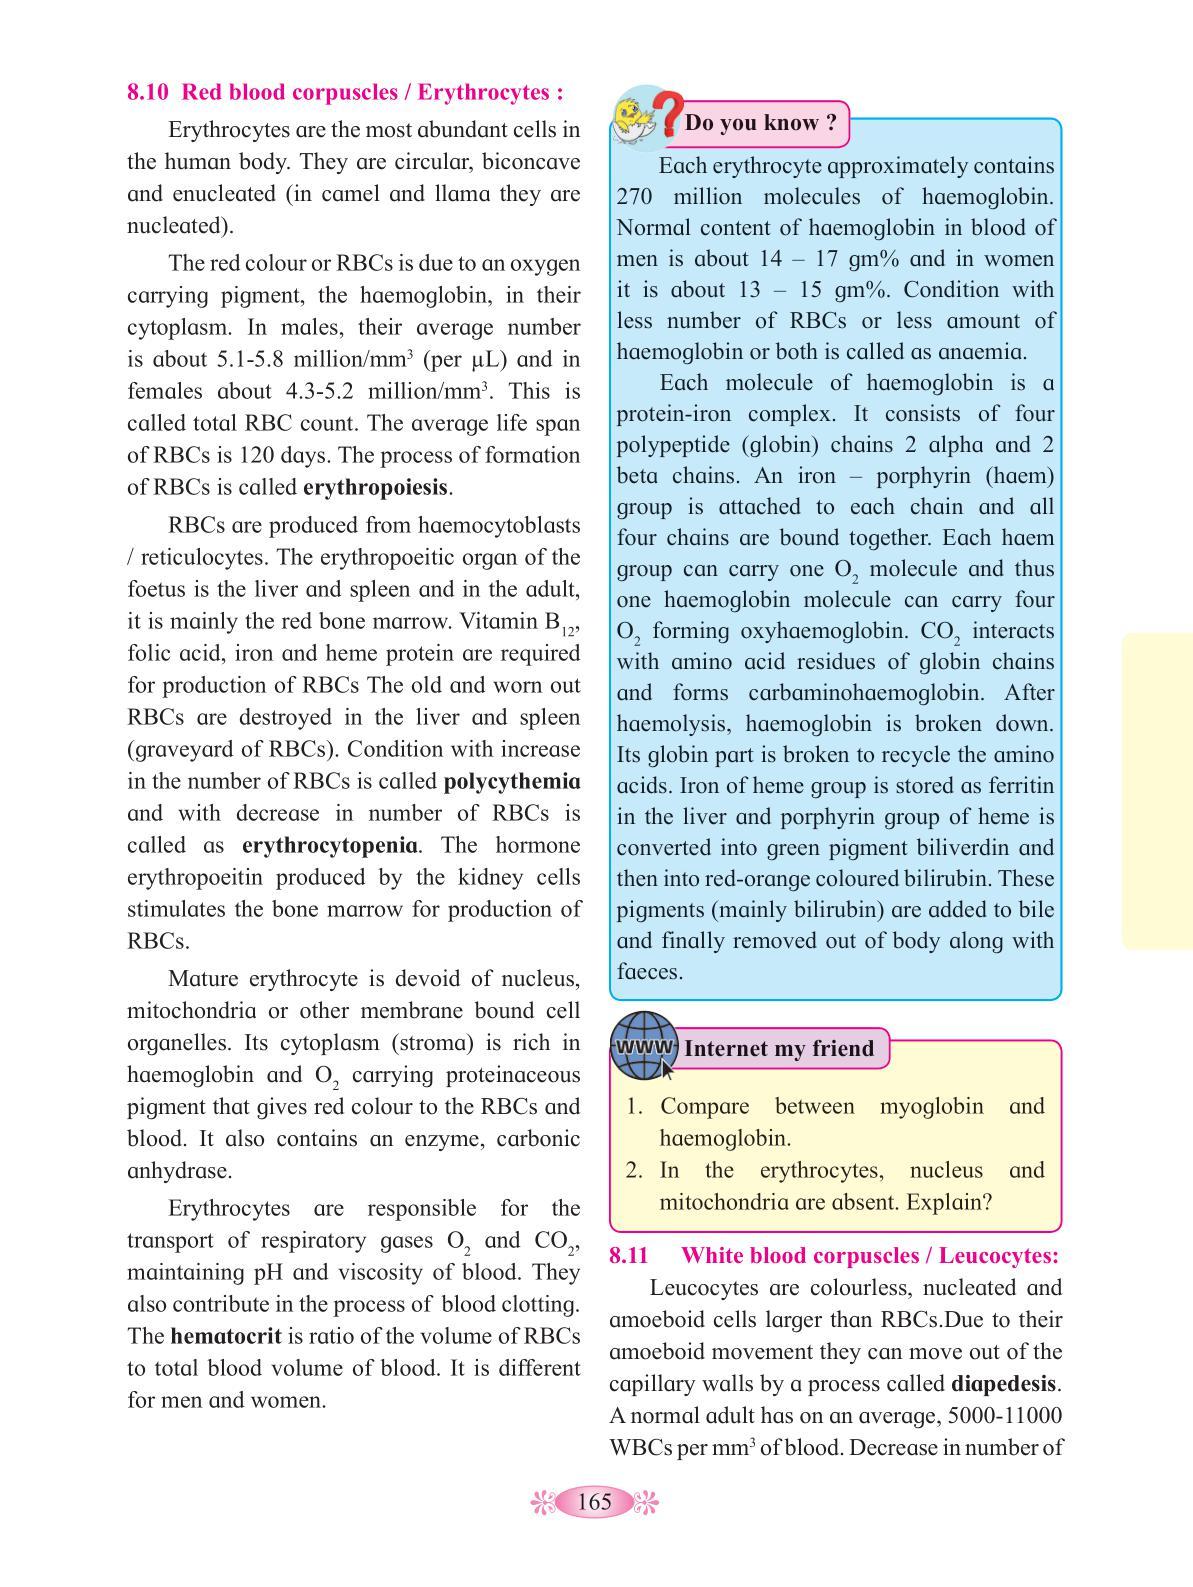 8.10 Red blood corpuscles / Erythrocytes :
Erythrocytes are the most abundant cells in
the human body. They are circular, biconcave
and enucleated (in camel and llama they are
nucleated).
The red colour or RBCs is due to an oxygen
carrying pigment, the haemoglobin, in their
cytoplasm. In males, their average number
is about 5.1-5.8 million/mm³ (per µL) and in
females about 4.3-5.2 million/mm³. This is
called total RBC count. The average life span
of RBCs is 120 days. The process of formation
of RBCs is called erythropoiesis.
RBCs are produced from haemocytoblasts
/ reticulocytes. The erythropoeitic organ of the
foetus is the liver and spleen and in the adult,
it is mainly the red bone marrow. Vitamin B₁₂,
folic acid, iron and heme protein are required
for production of RBCs The old and worn out
RBCs are destroyed in the liver and spleen
(graveyard of RBCs). Condition with increase
in the number of RBCs is called polycythemia
and with decrease in number of RBCs is
called as erythrocytopenia. The hormone
erythropoeitin produced by the kidney cells
stimulates the bone marrow for production of
RBCs.
Mature erythrocyte is devoid of nucleus,
mitochondria or other membrane bound cell
organelles. Its cytoplasm (stroma) is rich in
haemoglobin and O₂ carrying proteinaceous
pigment that gives red colour to the RBCs and
blood. It also contains an enzyme, carbonic
anhydrase.
Erythrocytes are responsible for the
transport of respiratory gases O₂ and CO₂,
maintaining pH and viscosity of blood. They
also contribute in the process of blood clotting.
The hematocrit is ratio of the volume of RBCs
to total blood volume of blood. It is different
for men and women.
Do you know ?
Each erythrocyte approximately contains
270 million molecules of haemoglobin.
Normal content of haemoglobin in blood of
men is about 14 – 17 gm% and in women
it is about 13 – 15 gm%. Condition with
less number of RBCs or less amount of
haemoglobin or both is called as anaemia.
Each molecule of haemoglobin is a
protein-iron complex. It consists of four
polypeptide (globin) chains 2 alpha and 2
beta chains. An iron – porphyrin (haem)
group is attached to each chain and all
four chains are bound together. Each haem
group can carry one O₂ molecule and thus
one haemoglobin molecule can carry four
O₂ forming oxyhaemoglobin. CO₂ interacts
with amino acid residues of globin chains
and forms carbaminohaemoglobin. After
haemolysis, haemoglobin is broken down.
Its globin part is broken to recycle the amino
acids. Iron of heme group is stored as ferritin
in the liver and porphyrin group of heme is
converted into green pigment biliverdin and
then into red-orange coloured bilirubin. These
pigments (mainly bilirubin) are added to bile
and finally removed out of body along with
faeces.
WWW Internet my friend
1. Compare between myoglobin and
haemoglobin.
2. In the erythrocytes, nucleus and
mitochondria are absent. Explain?
8.11 White blood corpuscles / Leucocytes:
Leucocytes are colourless, nucleated and
amoeboid cells larger than RBCs.Due to their
amoeboid movement they can move out of the
capillary walls by a process called diapedesis.
A normal adult has on an average, 5000-11000
WBCs per mm³ of blood. Decrease in number of
165